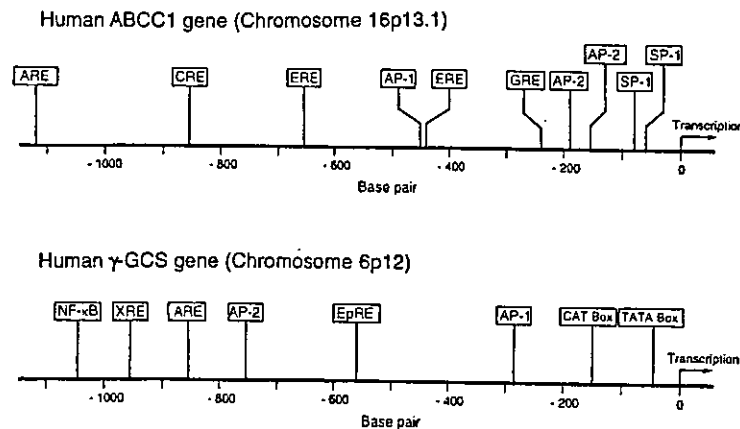 Human ABCC1 gene (Chromosome 16p13.1)
AP-2 SP-1
ARE CRE ERE AP-1 ERE GRE AP-2 SP-1
Transcription
- 1000 - 800 - 600 - 400 - 200 0
Base pair
Human γ-GCS gene (Chromosome 6p12)
NF-κB XRE ARE AP-2 EpRE AP-1 CAT Box TATA Box
Transcription
- 1000 - 800 - 600 - 400 - 200 0
Base pair